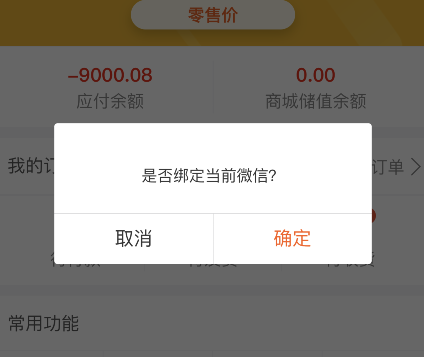 零售价
-9000.08
0.00
应付余额
商城储值余额
我的订
订单
是否绑定当前微信?
取消
确定
常用功能